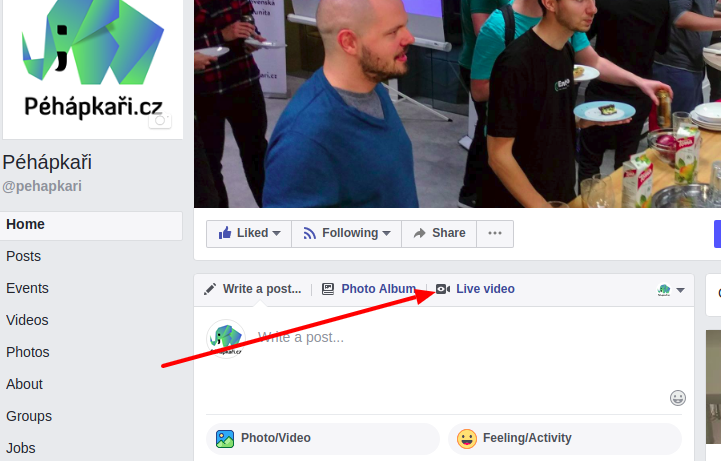 Péhápkaři.cz
Péhápkaři
@pehapkari
Home
Posts
Events
Videos
Photos
About
Groups
Jobs
Liked
Following
Share
Write a post...
Photo Album
Live video
Write a post...
Photo/Video
Feeling/Activity